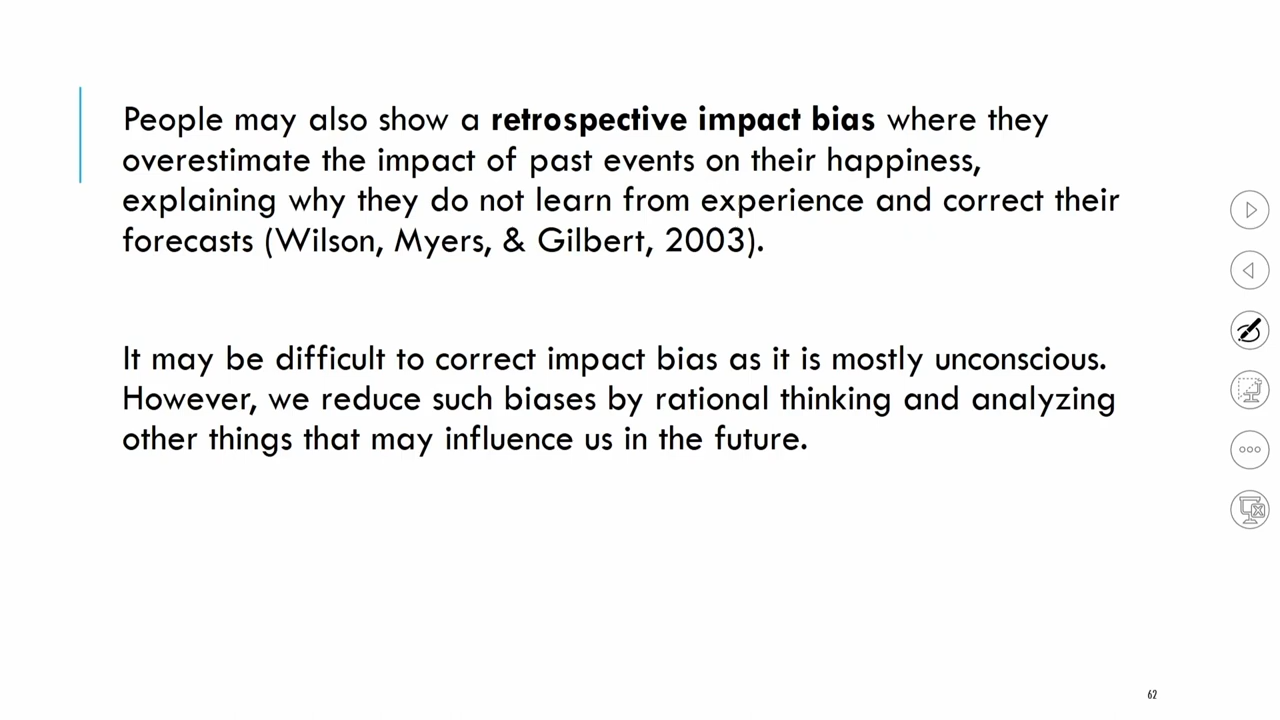 People may also show a retrospective impact bias where they
overestimate the impact of past events on their happiness,
explaining why they do not learn from experience and correct their
forecasts (Wilson, Myers, & Gilbert, 2003).
It may be difficult to correct impact bias as it is mostly unconscious.
However, we reduce such biases by rational thinking and analyzing
other things that may influence us in the future.
62